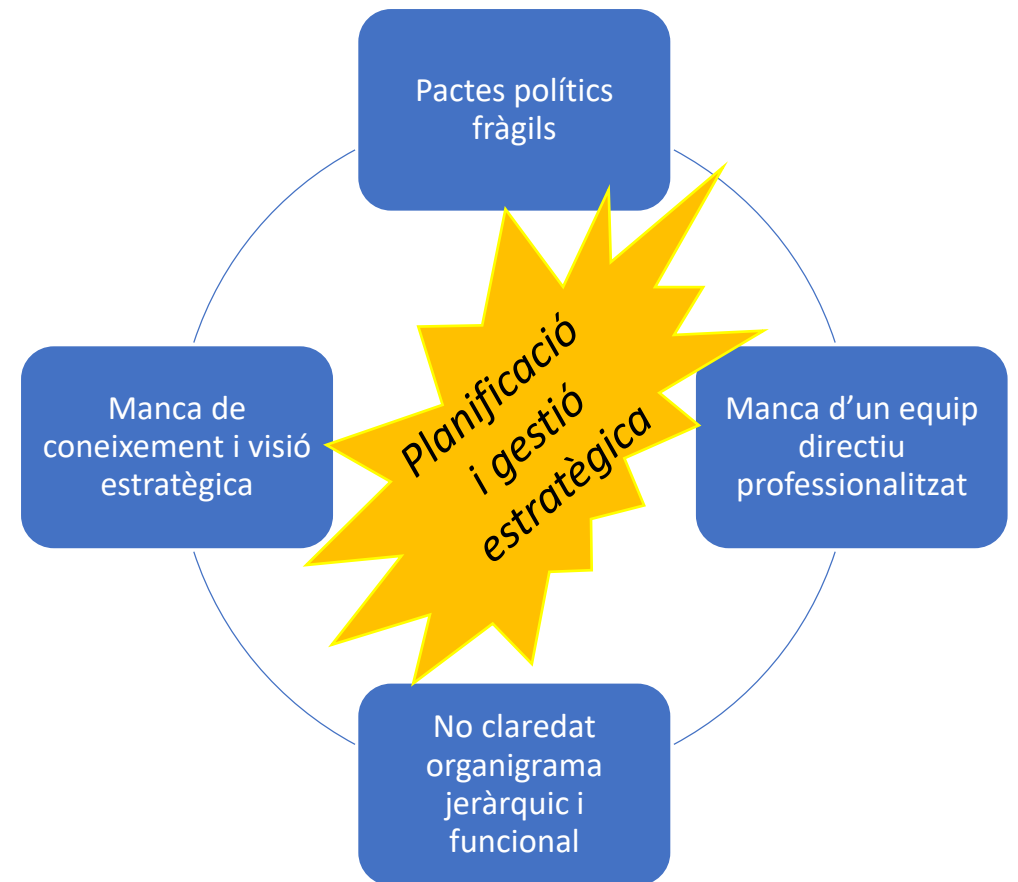 Pactes polítics
fràgils
Manca de
coneixement i visió
estratègica
Planificació
i gestió
estratègica
Manca d’un equip
directiu
professionalitzat
No claredat
organigrama
jeràrquic i
funcional